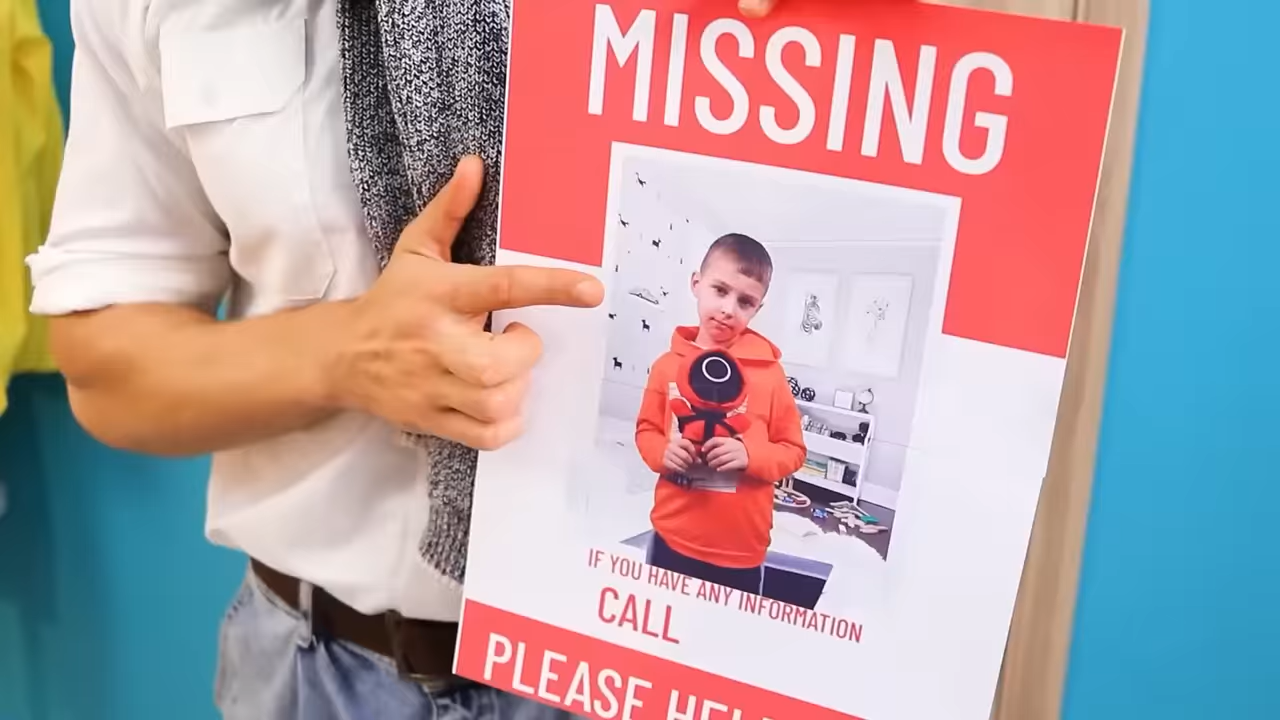 MISSING
IF YOU HAVE ANY INFORMATION
CALL
PLEASE